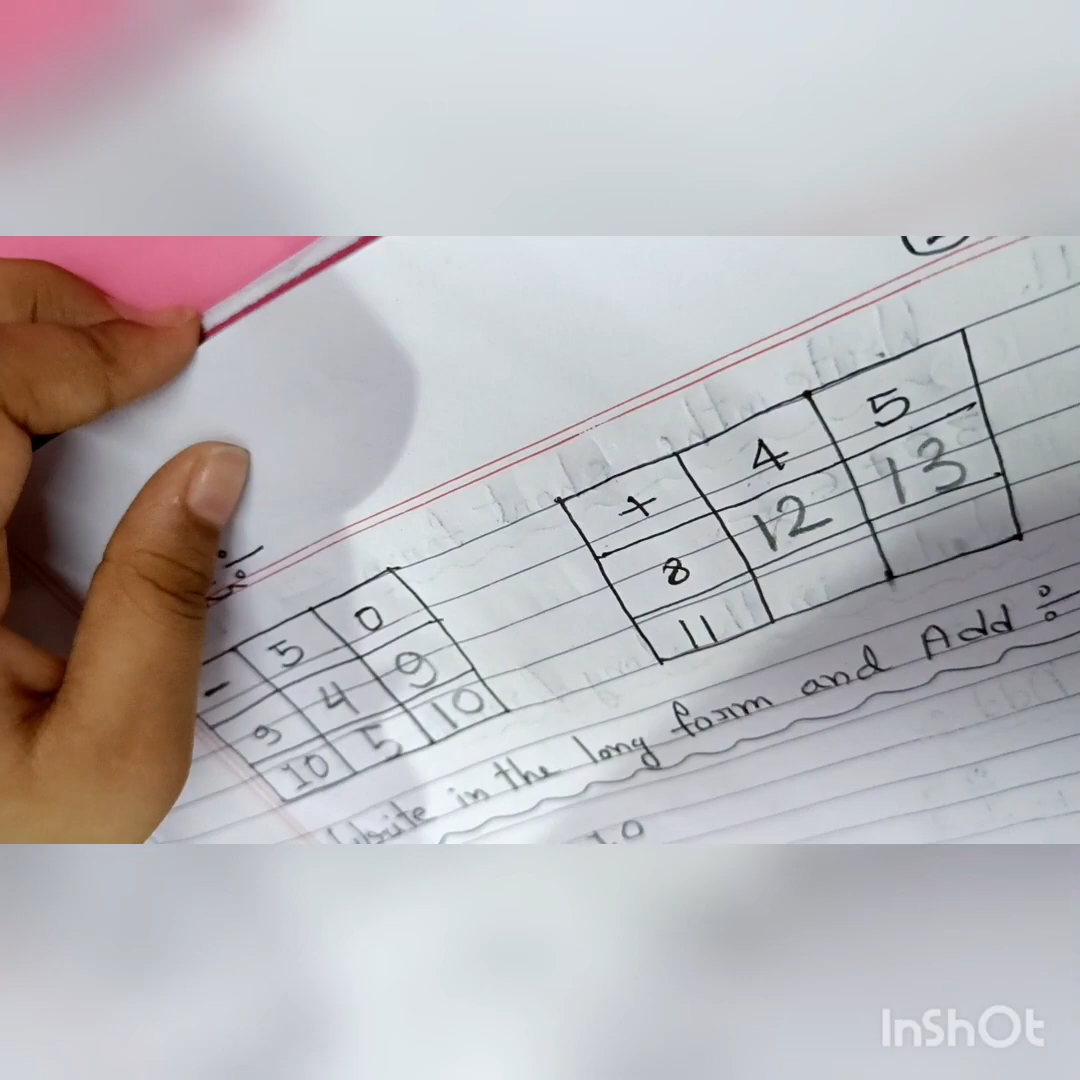 + 4 5
8 12 13
11
- 5 0
9 4 9
10 5 10
Write in the long form and Add ÷
InShOt